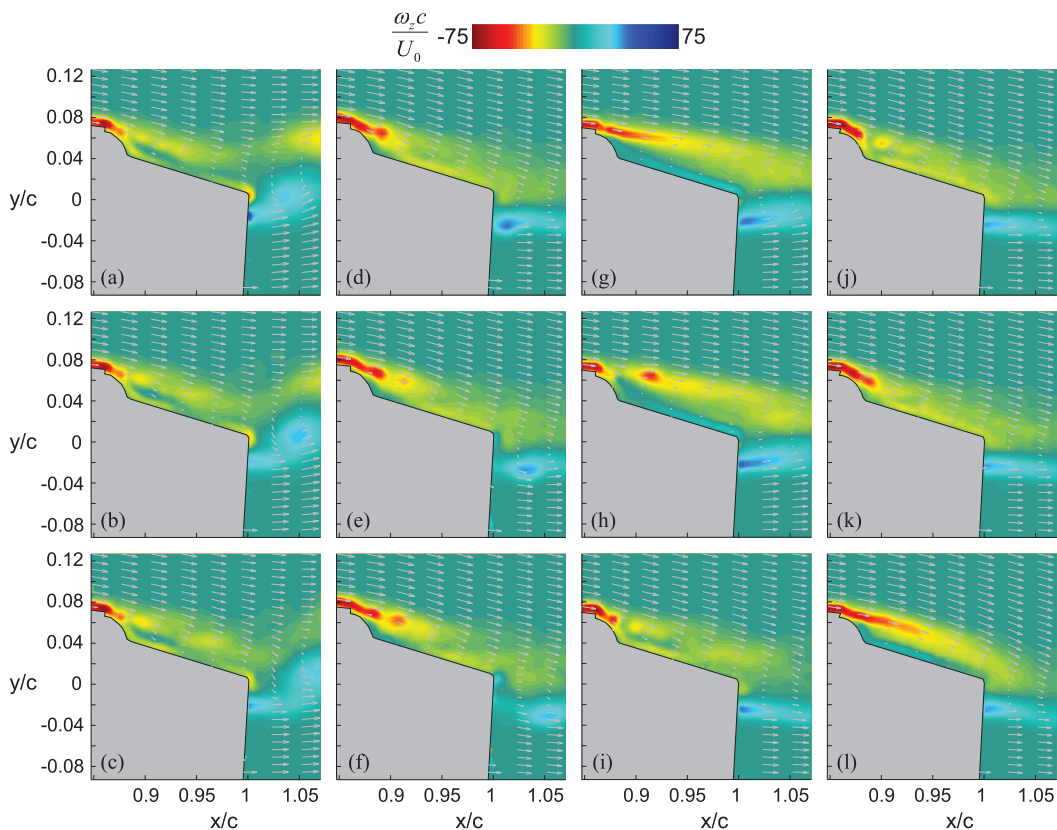 ω_z c / U_0 -75 75
0.12
0.08
0.04
y/c 0
-0.04
-0.08
(a) (d) (g) (j)
0.12
0.08
0.04
y/c 0
-0.04
-0.08
(b) (e) (h) (k)
0.12
0.08
0.04
y/c 0
-0.04
-0.08
(c) (f) (i) (l)
0.9 0.95 1 1.05 0.9 0.95 1 1.05 0.9 0.95 1 1.05 0.9 0.95 1 1.05
x/c x/c x/c x/c